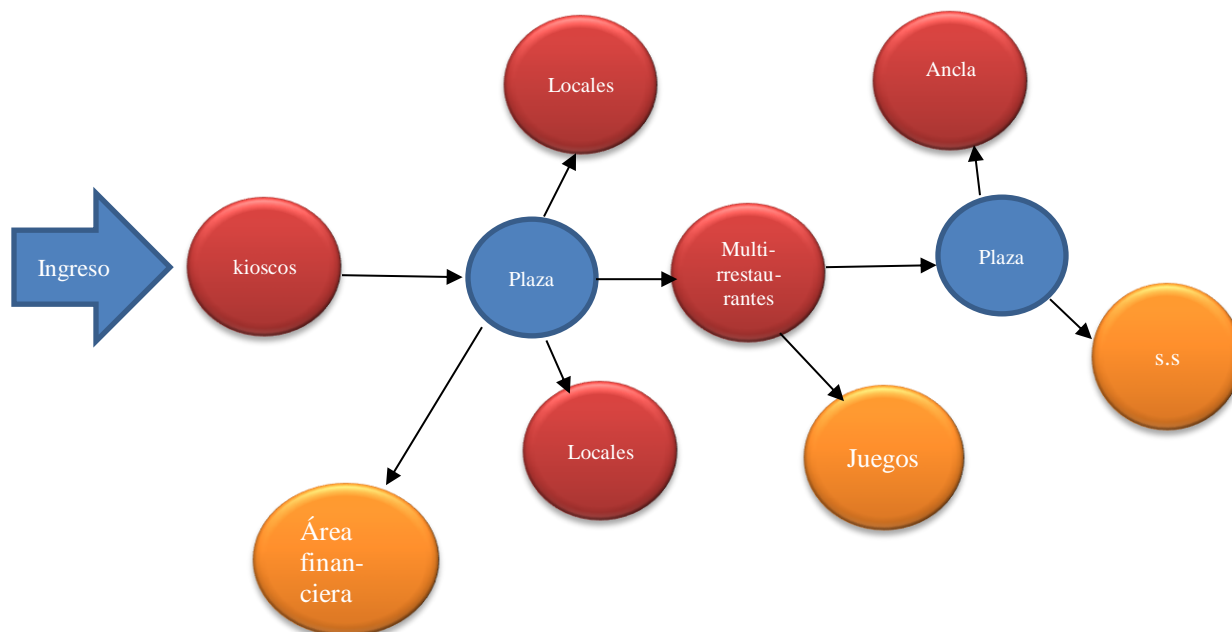 Locales
Ancla
Ingreso
kioscos
Plaza
Multi-
rrestau-
rantes
Plaza
s.s
Locales
Juegos
Área
finan-
ciera